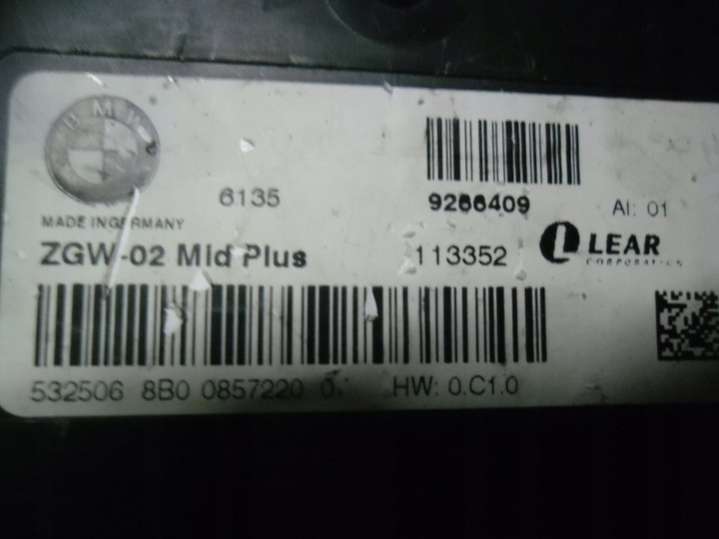 BMW
6135 9266409 AI: 01
MADE IN GERMANY
ZGW-02 Mid Plus 113352 LEAR
CORPORATION
532506 8B0 0857220 0. HW: 0.C1.0